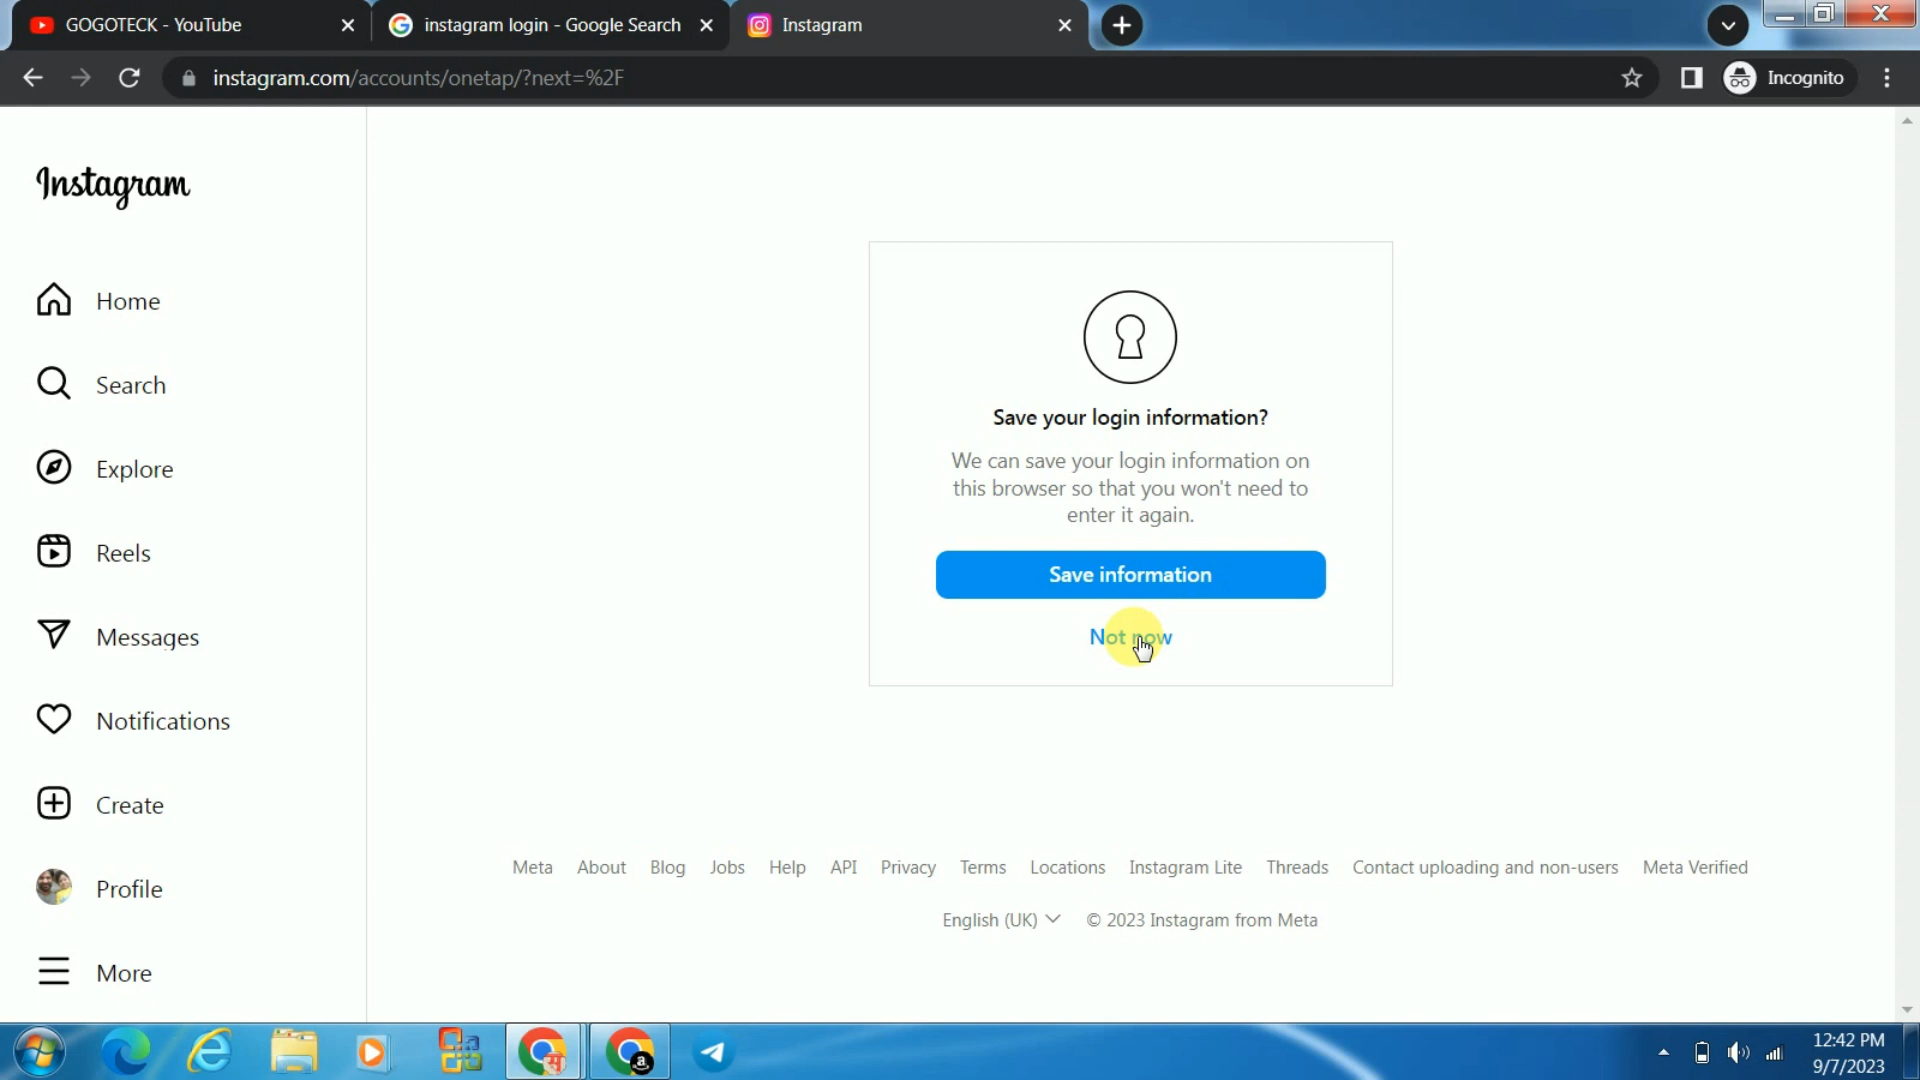 GOGOTECK - YouTube
instagram login - Google Search
Instagram
instagram.com/accounts/onetap/?next=%2F
Incognito
Instagram
Home
Search
Explore
Reels
Messages
Notifications
Create
Profile
More
Save your login information?
We can save your login information on
this browser so that you won't need to
enter it again.
Save information
Not now
Meta About Blog Jobs Help API Privacy Terms Locations Instagram Lite Threads Contact uploading and non-users Meta Verified
English (UK) © 2023 Instagram from Meta
12:42 PM
9/7/2023